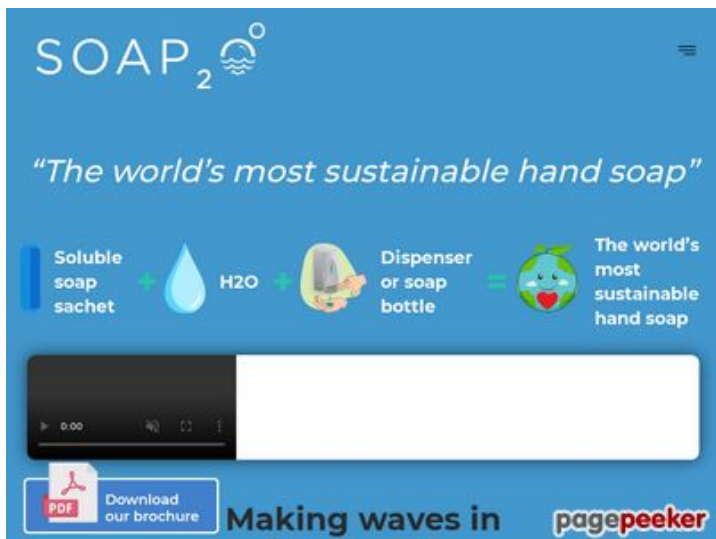 SOAP₂O
“The world’s most sustainable hand soap”
Soluble
soap
sachet
+
H2O
+
Dispenser
or soap
bottle
=
The world’s
most
sustainable
hand soap
0:00
PDF
Download
our brochure
Making waves in
pagepeeker